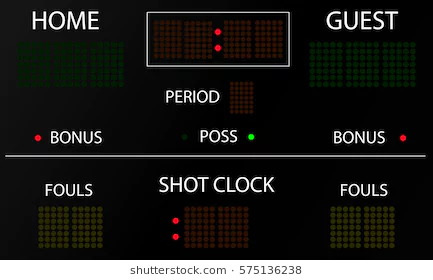 HOME
GUEST
PERIOD
BONUS
POSS
BONUS
SHOT CLOCK
FOULS
FOULS
shutterstock.com • 575136238